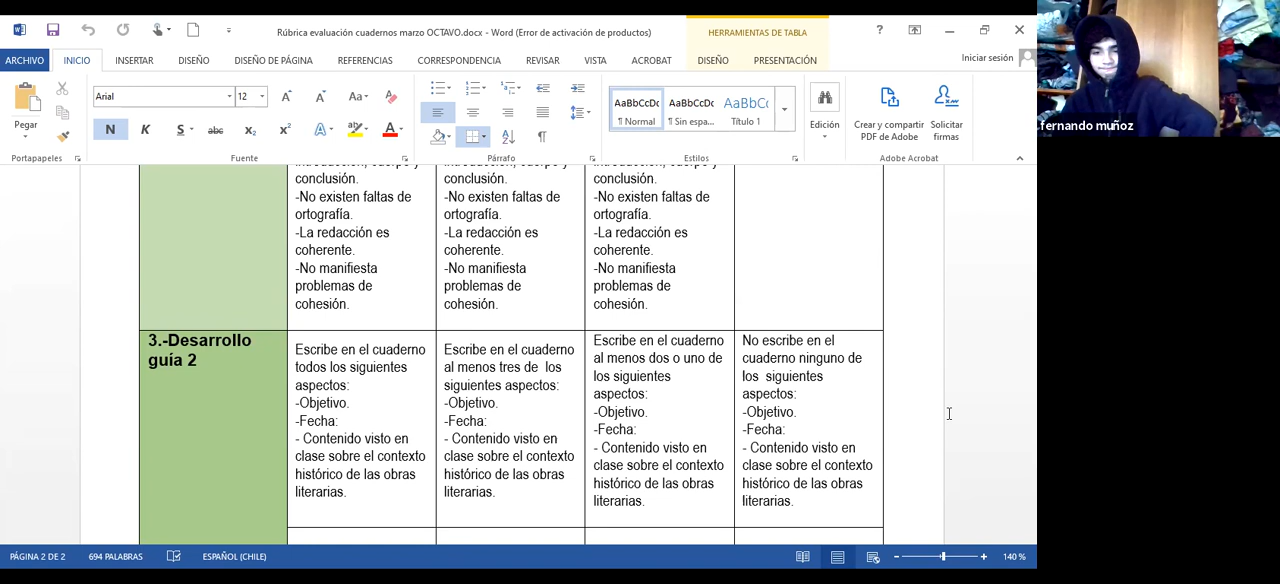 Rúbrica evaluación cuadernos marzo OCTAVO.docx - Word (Error de activación de productos)
HERRAMIENTAS DE TABLA
?
ARCHIVO INICIO INSERTAR DISEÑO DISEÑO DE PÁGINA REFERENCIAS CORRESPONDENCIA REVISAR VISTA ACROBAT DISEÑO PRESENTACIÓN Iniciar sesión
fernando muñoz
Pegar
Arial 12
Aa
N K S abc x₂ x² A A
AaBbCcDc AaBbCcDc AaBbCc
¶ Normal ¶ Sin espa... Título 1
Edición
Crear y compartir
PDF de Adobe
Solicitar
firmas
Portapapeles Fuente Párrafo Estilos Adobe Acrobat
conclusión.
-No existen faltas de
ortografía.
-La redacción es
coherente.
-No manifiesta
problemas de
cohesión.
conclusión.
-No existen faltas de
ortografía.
-La redacción es
coherente.
-No manifiesta
problemas de
cohesión.
conclusión.
-No existen faltas de
ortografía.
-La redacción es
coherente.
-No manifiesta
problemas de
cohesión.
3.-Desarrollo
guía 2
Escribe en el cuaderno
todos los siguientes
aspectos:
-Objetivo.
-Fecha:
- Contenido visto en
clase sobre el contexto
histórico de las obras
literarias.
Escribe en el cuaderno
al menos tres de los
siguientes aspectos:
-Objetivo.
-Fecha:
- Contenido visto en
clase sobre el contexto
histórico de las obras
literarias.
Escribe en el cuaderno
al menos dos o uno de
los siguientes
aspectos:
-Objetivo.
-Fecha:
- Contenido visto en
clase sobre el contexto
histórico de las obras
literarias.
No escribe en el
cuaderno ninguno de
los siguientes
aspectos:
-Objetivo.
-Fecha:
- Contenido visto en
clase sobre el contexto
histórico de las obras
literarias.
PÁGINA 2 DE 2 694 PALABRAS ESPAÑOL (CHILE) 140 %